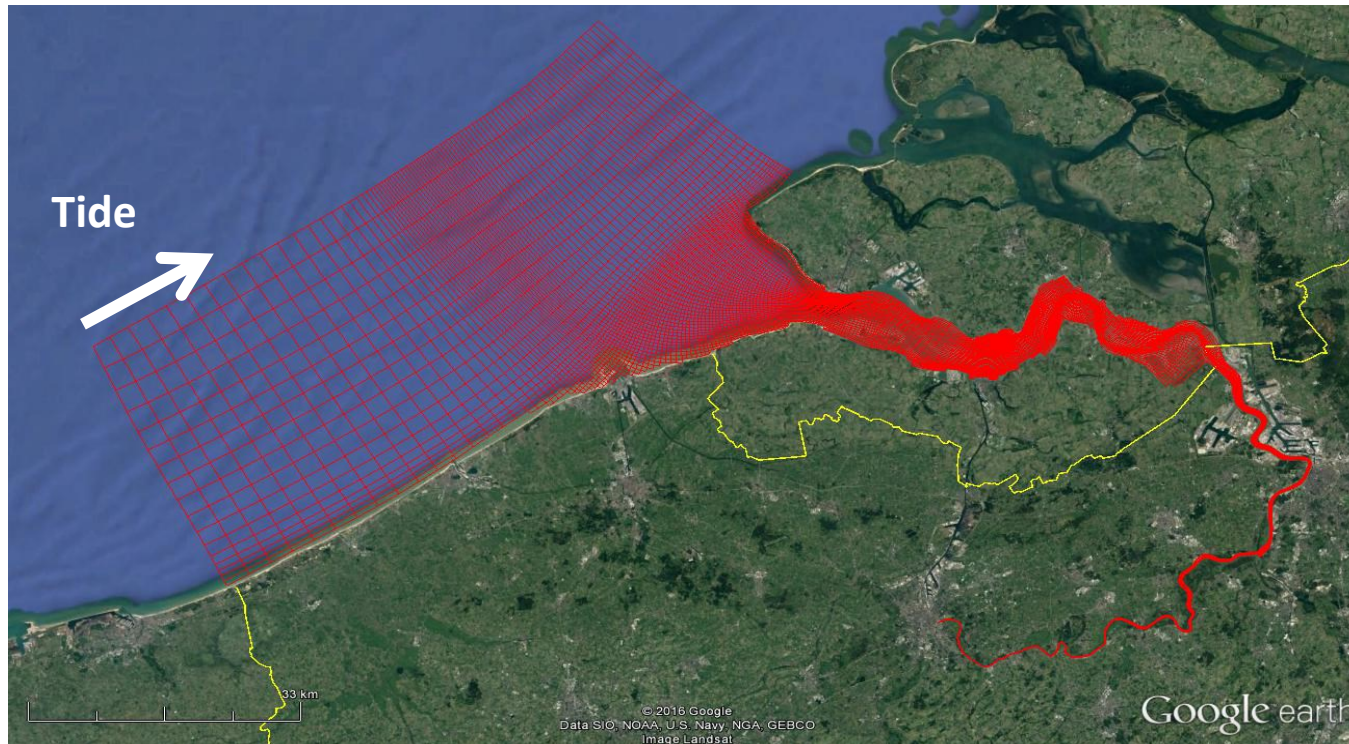 Tide
33 km
© 2016 Google
Data SIO, NOAA, U.S. Navy, NGA, GEBCO
Image Landsat
Google earth